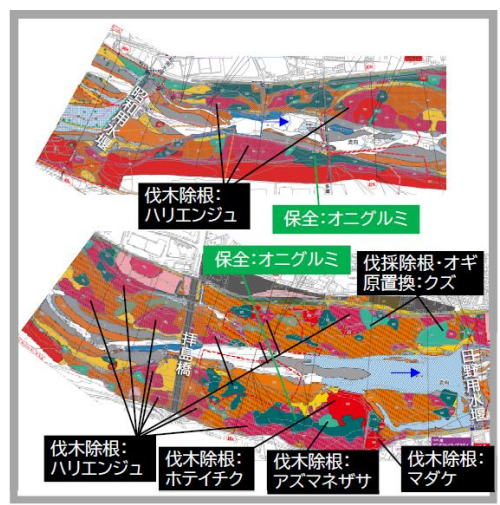 昭和用水堰
伐木除根：
ハリエンジュ
保全：オニグルミ
保全：オニグルミ
伐採除根・オギ
原置換：クズ
拝島橋
日野用水堰
伐木除根：
ハリエンジュ
伐木除根：
ホテイチク
伐木除根：
アズマネザサ
伐木除根：
マダケ